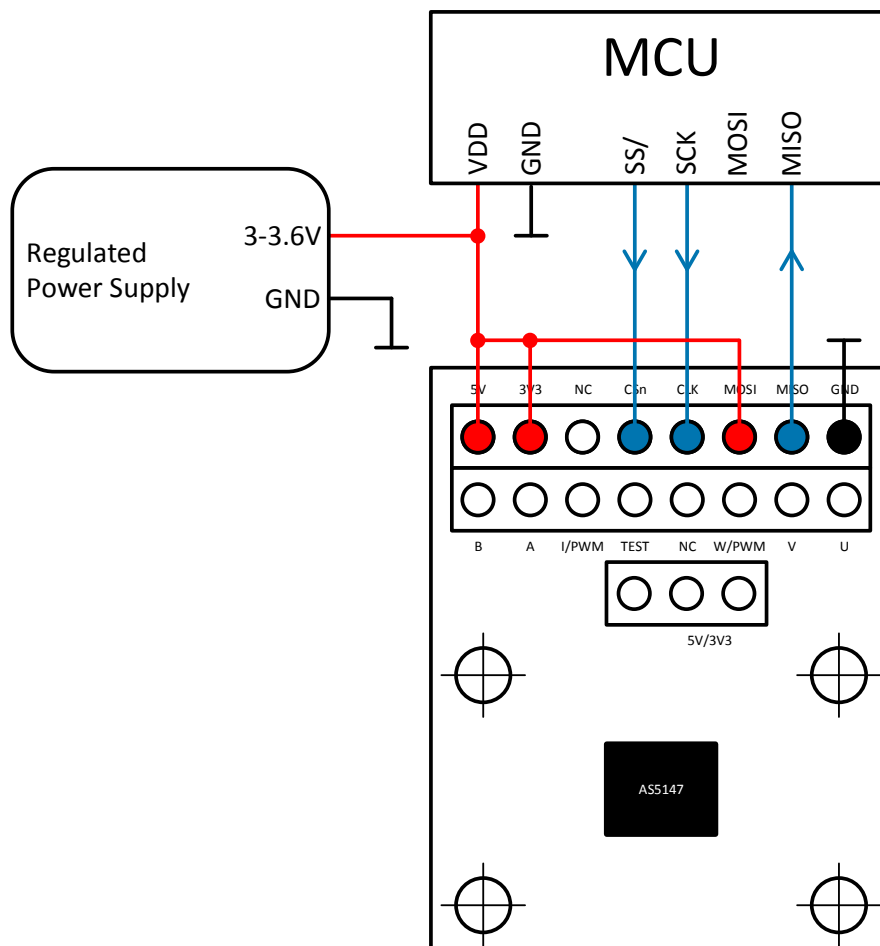 MCU
VDD
GND
SS/
SCK
MOSI
MISO
Regulated
Power Supply
3-3.6V
GND
5V 3V3 NC CSn CLK MOSI MISO GND
B A I/PWM TEST NC W/PWM V U
5V/3V3
AS5147